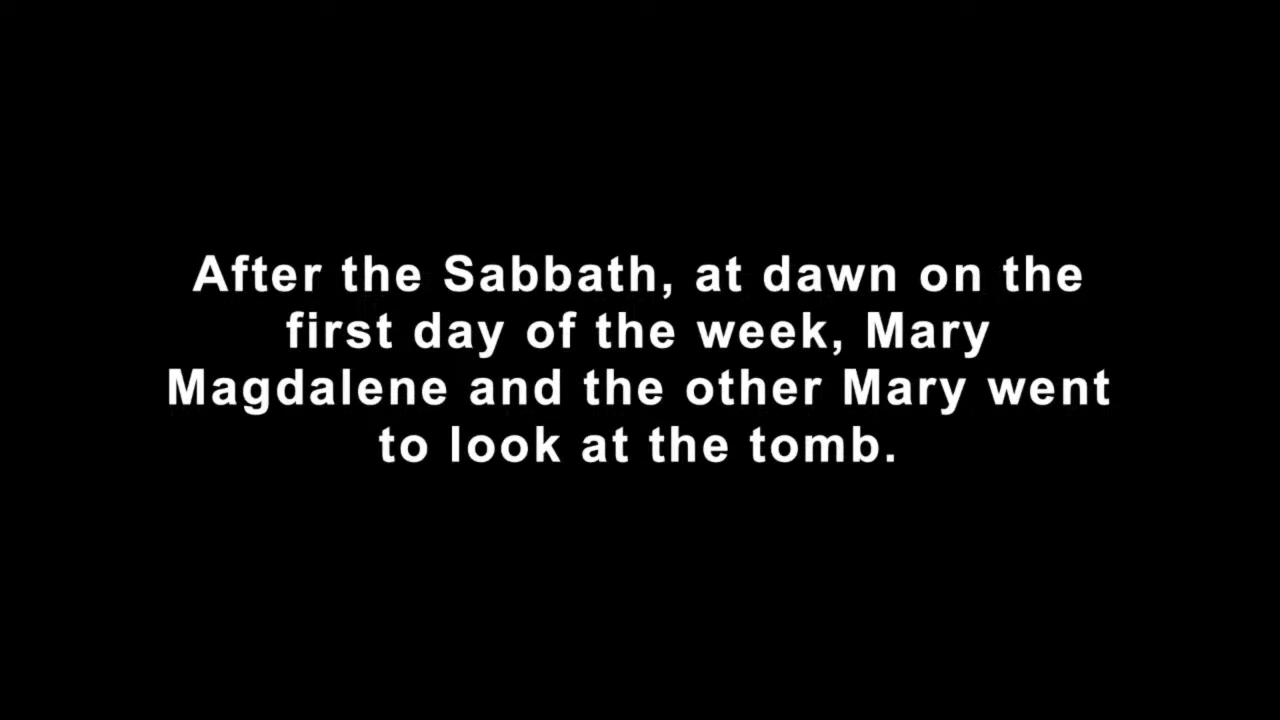 After the Sabbath, at dawn on the
first day of the week, Mary
Magdalene and the other Mary went
to look at the tomb.